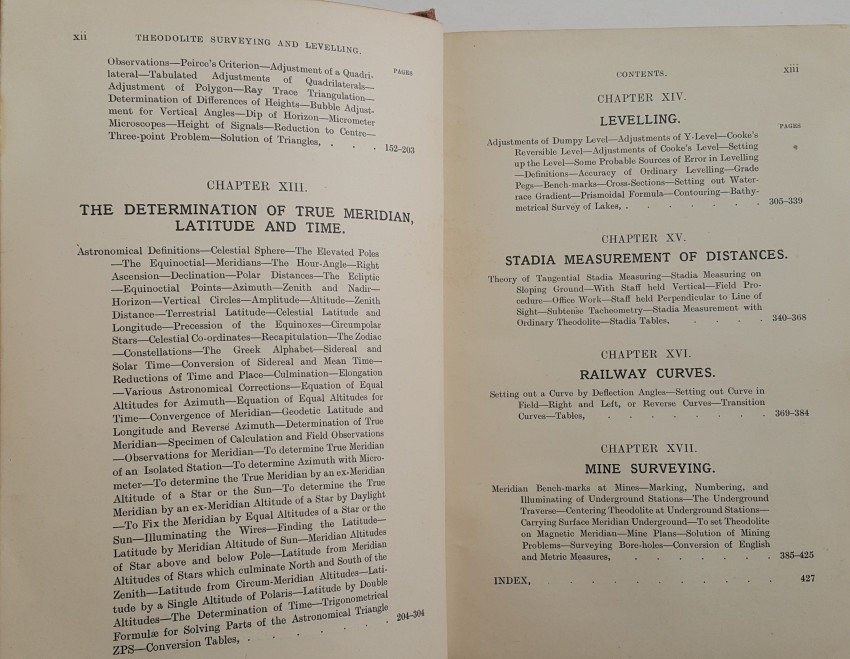 xii THEODOLITE SURVEYING AND LEVELLING.
PAGES
Observations—Peirce's Criterion—Adjustment of a Quadri-
lateral—Tabulated Adjustments of Quadrilaterals—
Adjustment of Polygon—Ray Trace Triangulation—
Determination of Differences of Heights—Bubble Adjust-
ment for Vertical Angles—Dip of Horizon—Micrometer
Microscopes—Height of Signals—Reduction to Centre—
Three-point Problem—Solution of Triangles, . . . 152–203
CHAPTER XIII.
THE DETERMINATION OF TRUE MERIDIAN,
LATITUDE AND TIME.
Astronomical Definitions—Celestial Sphere—The Elevated Poles
—The Equinoctial—Meridians—The Hour-Angle—Right
Ascension—Declination—Polar Distances—The Ecliptic
—Equinoctial Points—Azimuth—Zenith and Nadir—
Horizon—Vertical Circles—Amplitude—Altitude—Zenith
Distance—Terrestrial Latitude—Celestial Latitude and
Longitude—Precession of the Equinoxes—Circumpolar
Stars—Celestial Co-ordinates—Recapitulation—The Zodiac
—Constellations—The Greek Alphabet—Sidereal and
Solar Time—Conversion of Sidereal and Mean Time—
Reductions of Time and Place—Culmination—Elongation
—Various Astronomical Corrections—Equation of Equal
Altitudes for Azimuth—Equation of Equal Altitudes for
Time—Convergence of Meridian—Geodetic Latitude and
Longitude and Reverse Azimuth—Determination of True
Meridian—Specimen of Calculation and Field Observations
—Observations for Meridian—To determine True Meridian
of an Isolated Station—To determine Azimuth with Micro-
meter—To determine the True Meridian by an ex-Meridian
Altitude of a Star or the Sun—To determine the True
Meridian by an ex-Meridian Altitude of a Star by Daylight
—To Fix the Meridian by Equal Altitudes of a Star or the
Sun—Illuminating the Wires—Finding the Latitude—
Latitude by Meridian Altitude of Sun—Meridian Altitudes
of Star above and below Pole—Latitude from Meridian
Altitudes of Stars which culminate North and South of the
Zenith—Latitude from Circum-Meridian Altitudes—Lati-
tude by a Single Altitude of Polaris—Latitude by Double
Altitudes—The Determination of Time—Trigonometrical
Formulæ for Solving Parts of the Astronomical Triangle
ZPS—Conversion Tables, . . . . . . . 204–304
CONTENTS. xiii
CHAPTER XIV.
LEVELLING.
PAGES
Adjustments of Dumpy Level—Adjustments of Y-Level—Cooke's
Reversible Level—Adjustments of Cooke's Level—Setting
up the Level—Some Probable Sources of Error in Levelling
—Definitions—Accuracy of Ordinary Levelling—Grade
Pegs—Bench-marks—Cross-Sections—Setting out Water-
race Gradient—Prismoidal Formula—Contouring—Bathy-
metrical Survey of Lakes, . . . . . . . 305–339
CHAPTER XV.
STADIA MEASUREMENT OF DISTANCES.
Theory of Tangential Stadia Measuring—Stadia Measuring on
Sloping Ground—With Staff held Vertical—Field Pro-
cedure—Office Work—Staff held Perpendicular to Line of
Sight—Subtense Tacheometry—Stadia Measurement with
Ordinary Theodolite—Stadia Tables, . . . . 340–368
CHAPTER XVI.
RAILWAY CURVES.
Setting out a Curve by Deflection Angles—Setting out Curve in
Field—Right and Left, or Reverse Curves—Transition
Curves—Tables, . . . . . . . . 369–384
CHAPTER XVII.
MINE SURVEYING.
Meridian Bench-marks at Mines—Marking, Numbering, and
Illuminating of Underground Stations—The Underground
Traverse—Centering Theodolite at Underground Stations—
Carrying Surface Meridian Underground—To set Theodolite
on Magnetic Meridian—Mine Plans—Solution of Mining
Problems—Surveying Bore-holes—Conversion of English
and Metric Measures, . . . . . . . 385–425
INDEX, . . . . . . . . . . 427